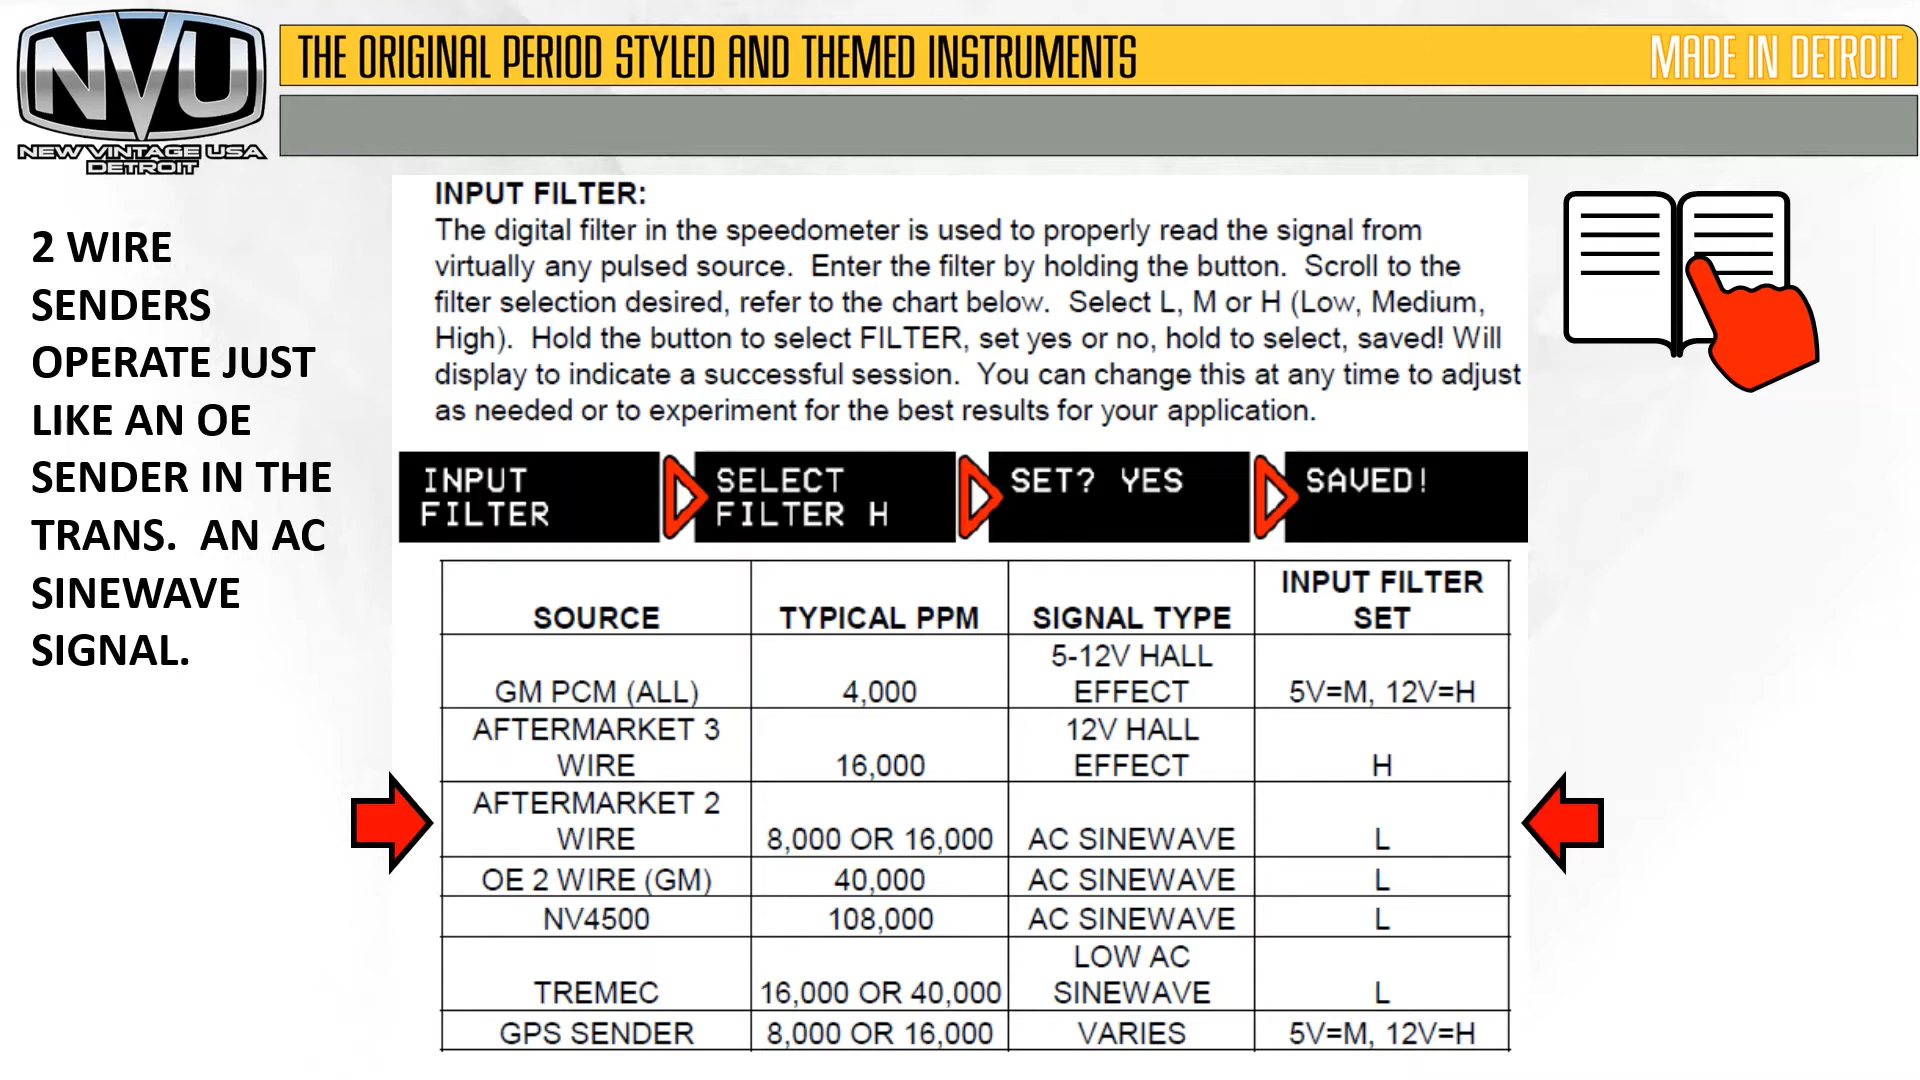 NVU
NEW VINTAGE USA
DETROIT
THE ORIGINAL PERIOD STYLED AND THEMED INSTRUMENTS
MADE IN DETROIT
2 WIRE
SENDERS
OPERATE JUST
LIKE AN OE
SENDER IN THE
TRANS.  AN AC
SINEWAVE
SIGNAL.
INPUT FILTER:
The digital filter in the speedometer is used to properly read the signal from
virtually any pulsed source.  Enter the filter by holding the button.  Scroll to the
filter selection desired, refer to the chart below.  Select L, M or H (Low, Medium,
High).  Hold the button to select FILTER, set yes or no, hold to select, saved! Will
display to indicate a successful session.  You can change this at any time to adjust
as needed or to experiment for the best results for your application.
INPUT
FILTER
SELECT
FILTER H
SET? YES
SAVED!
SOURCE TYPICAL PPM SIGNAL TYPE INPUT FILTER SET
GM PCM (ALL) 4,000 5-12V HALL EFFECT 5V=M, 12V=H
AFTERMARKET 3 WIRE 16,000 12V HALL EFFECT H
AFTERMARKET 2 WIRE 8,000 OR 16,000 AC SINEWAVE L
OE 2 WIRE (GM) 40,000 AC SINEWAVE L
NV4500 108,000 AC SINEWAVE L
TREMEC 16,000 OR 40,000 LOW AC SINEWAVE L
GPS SENDER 8,000 OR 16,000 VARIES 5V=M, 12V=H